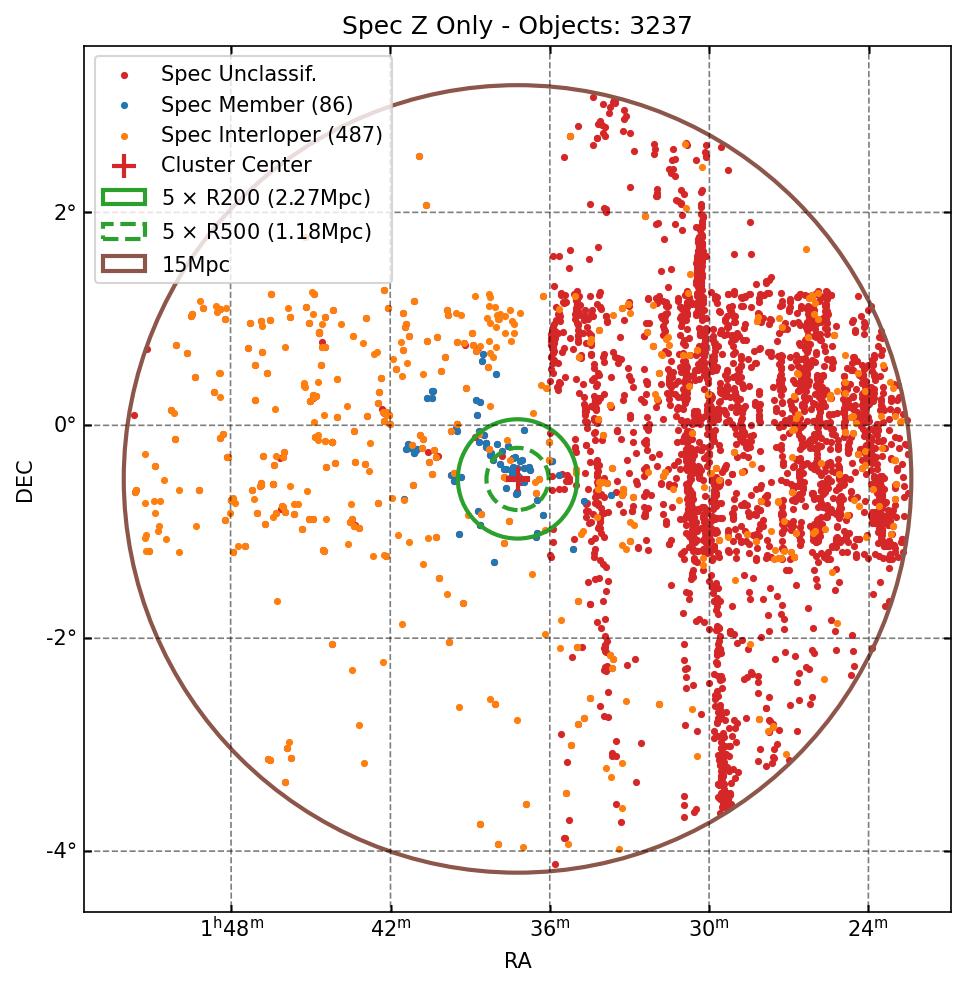 Spec Z Only - Objects: 3237
Spec Unclassif.
Spec Member (86)
Spec Interloper (487)
Cluster Center
5 × R200 (2.27Mpc)
5 × R500 (1.18Mpc)
15Mpc
2°
0°
-2°
-4°
DEC
1ʰ48ᵐ
42ᵐ
36ᵐ
30ᵐ
24ᵐ
RA